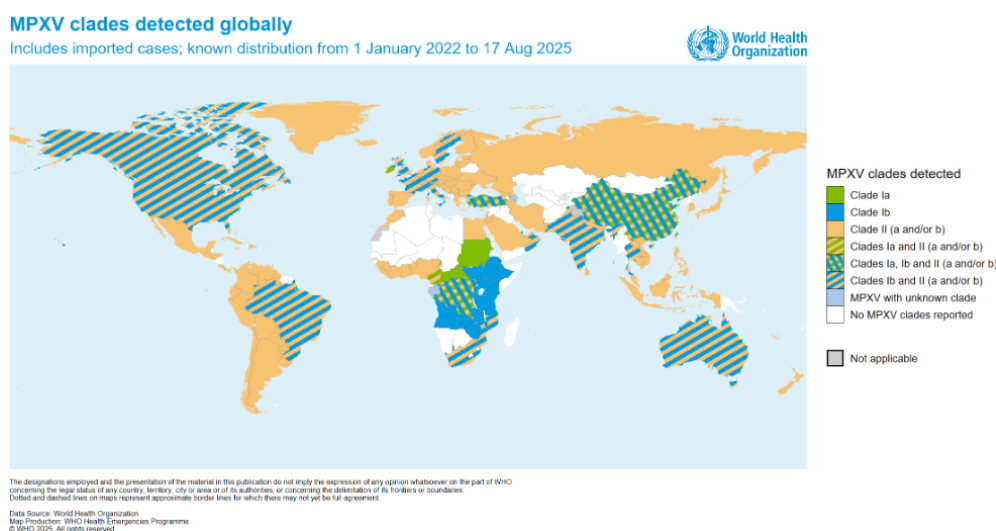 MPXV clades detected globally
Includes imported cases; known distribution from 1 January 2022 to 17 Aug 2025
World Health
Organization
MPXV clades detected
Clade Ia
Clade Ib
Clade II (a and/or b)
Clades Ia and II (a and/or b)
Clades Ia, Ib and II (a and/or b)
Clades Ib and II (a and/or b)
MPXV with unknown clade
No MPXV clades reported
Not applicable
The designations employed and the presentation of the material in this publication do not imply the expression of any opinion whatsoever on the part of WHO
concerning the legal status of any country, territory, city or area or of its authorities, or concerning the delimitation of its frontiers or boundaries.
Dotted and dashed lines on maps represent approximate border lines for which there may not yet be full agreement.
Data Source: World Health Organization
Map Production: WHO Health Emergencies Programme
© WHO 2025. All rights reserved.